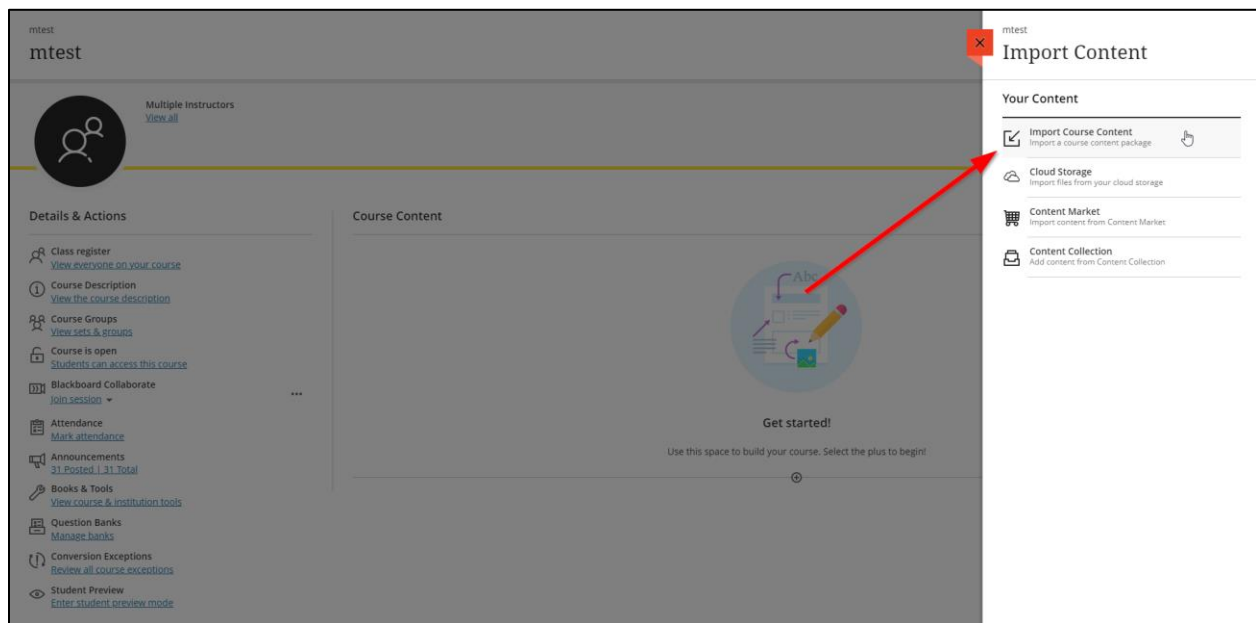 mtest
mtest
Multiple Instructors
View all
Details & Actions
Class register
View everyone on your course
Course Description
View the course description
Course Groups
View sets & groups
Course is open
Students can access this course
Blackboard Collaborate
Join session
Attendance
Mark attendance
Announcements
31 Posted | 31 Total
Books & Tools
View course & institution tools
Question Banks
Manage banks
Conversion Exceptions
Review all course exceptions
Student Preview
Enter student preview mode
Course Content
Abc
Get started!
Use this space to build your course. Select the plus to begin!
mtest
Import Content
Your Content
Import Course Content
Import a course content package
Cloud Storage
Import files from your cloud storage
Content Market
Import content from Content Market
Content Collection
Add content from Content Collection